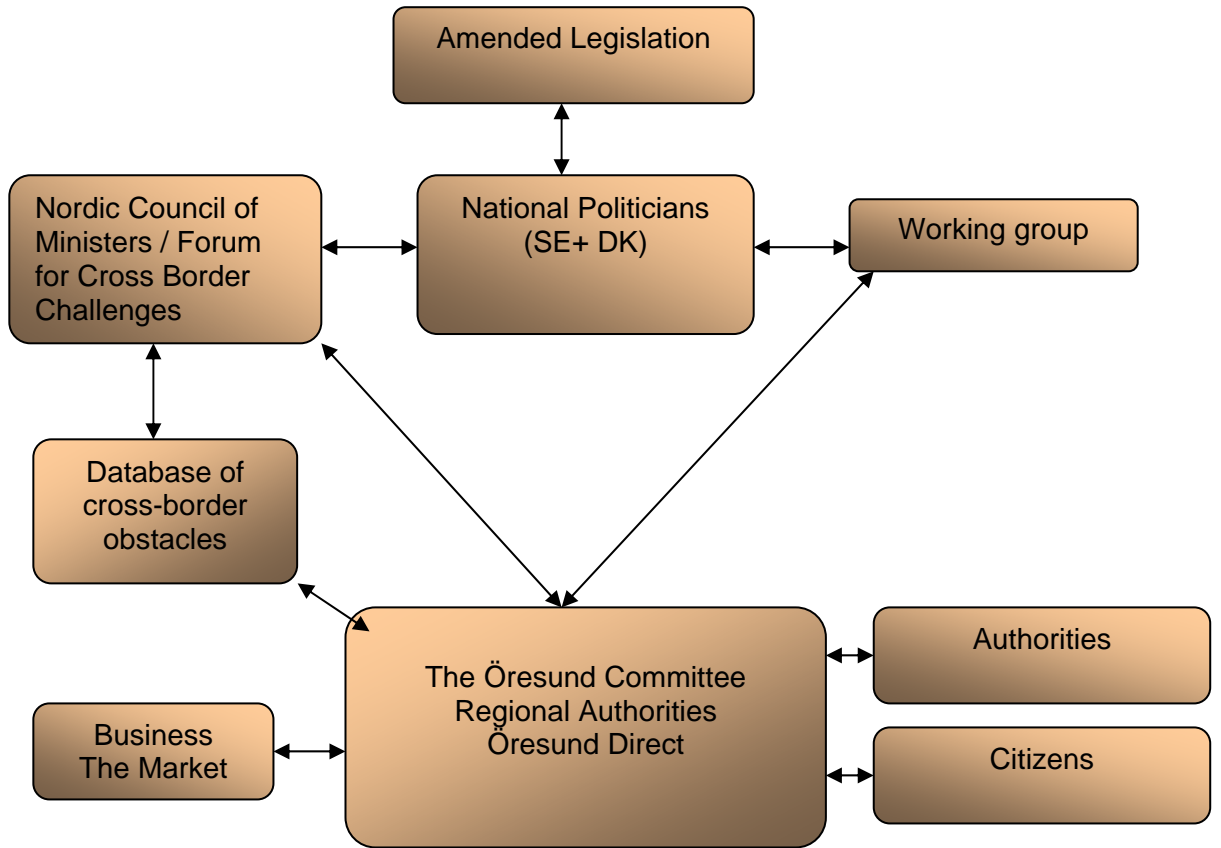 Amended Legislation
Nordic Council of
Ministers / Forum
for Cross Border
Challenges
National Politicians
(SE+ DK)
Working group
Database of
cross-border
obstacles
The Öresund Committee
Regional Authorities
Öresund Direct
Authorities
Business
The Market
Citizens